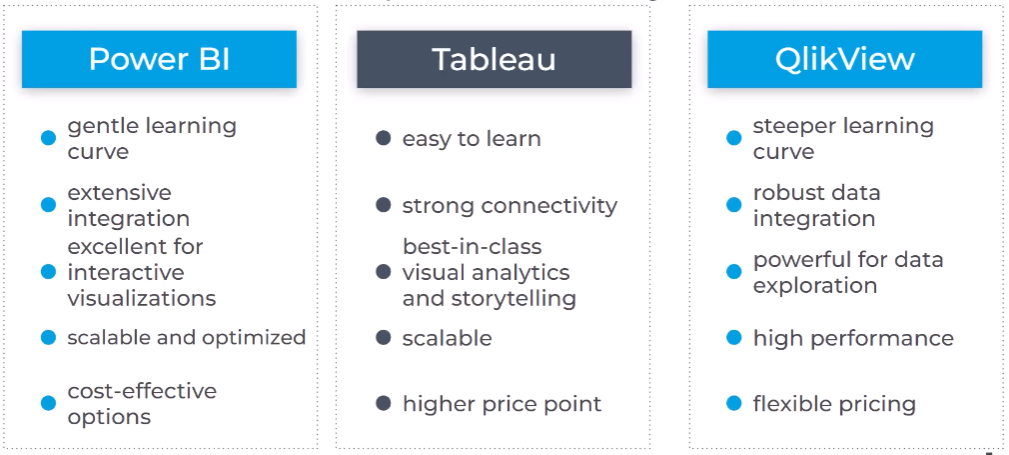 Power BI
gentle learning
curve
extensive
integration
excellent for
interactive
visualizations
scalable and optimized
cost-effective
options
Tableau
easy to learn
strong connectivity
best-in-class
visual analytics
and storytelling
scalable
higher price point
QlikView
steeper learning
curve
robust data
integration
powerful for data
exploration
high performance
flexible pricing